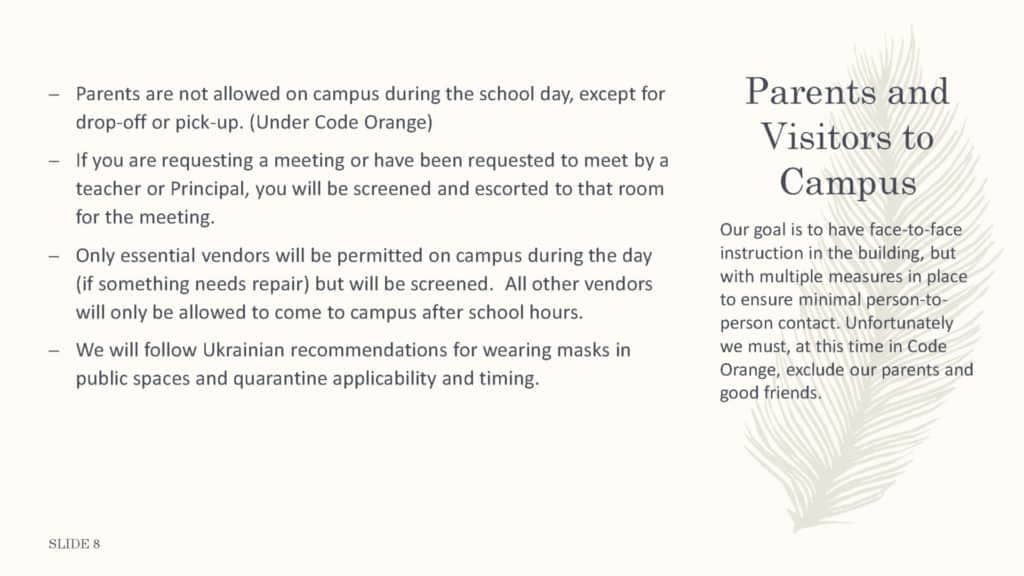 – Parents are not allowed on campus during the school day, except for
drop-off or pick-up. (Under Code Orange)
– If you are requesting a meeting or have been requested to meet by a
teacher or Principal, you will be screened and escorted to that room
for the meeting.
– Only essential vendors will be permitted on campus during the day
(if something needs repair) but will be screened.  All other vendors
will only be allowed to come to campus after school hours.
– We will follow Ukrainian recommendations for wearing masks in
public spaces and quarantine applicability and timing.
Parents and
Visitors to
Campus
Our goal is to have face-to-face
instruction in the building, but
with multiple measures in place
to ensure minimal person-to-
person contact. Unfortunately
we must, at this time in Code
Orange, exclude our parents and
good friends.
SLIDE 8